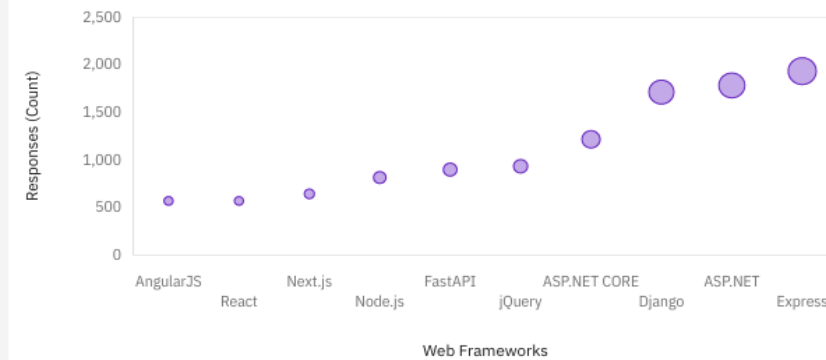 2,500
2,000
1,500
1,000
500
0
Responses (Count)
AngularJS
React
Next.js
Node.js
FastAPI
jQuery
ASP.NET CORE
Django
ASP.NET
Express
Web Frameworks